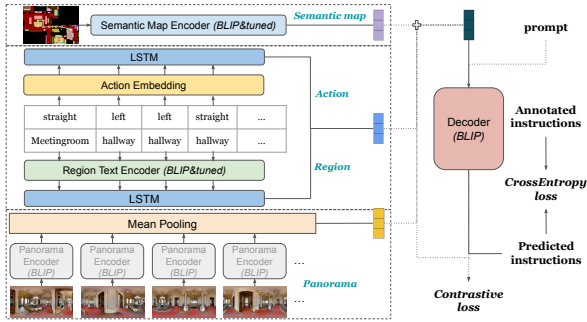 Semantic Map Encoder (BLIP&tuned)
Semantic map
prompt
LSTM
Action Embedding
Action
straight left left straight ...
Meetingroom hallway hallway hallway ...
Region Text Encoder (BLIP&tuned)
Region
LSTM
Decoder
(BLIP)
Annotated
instructions
CrossEntropy
loss
Predicted
instructions
Mean Pooling
Panorama
Encoder
(BLIP)
Panorama
Encoder
(BLIP)
Panorama
Encoder
(BLIP)
Panorama
Encoder
(BLIP)
...
Panorama
...
Contrastive
loss